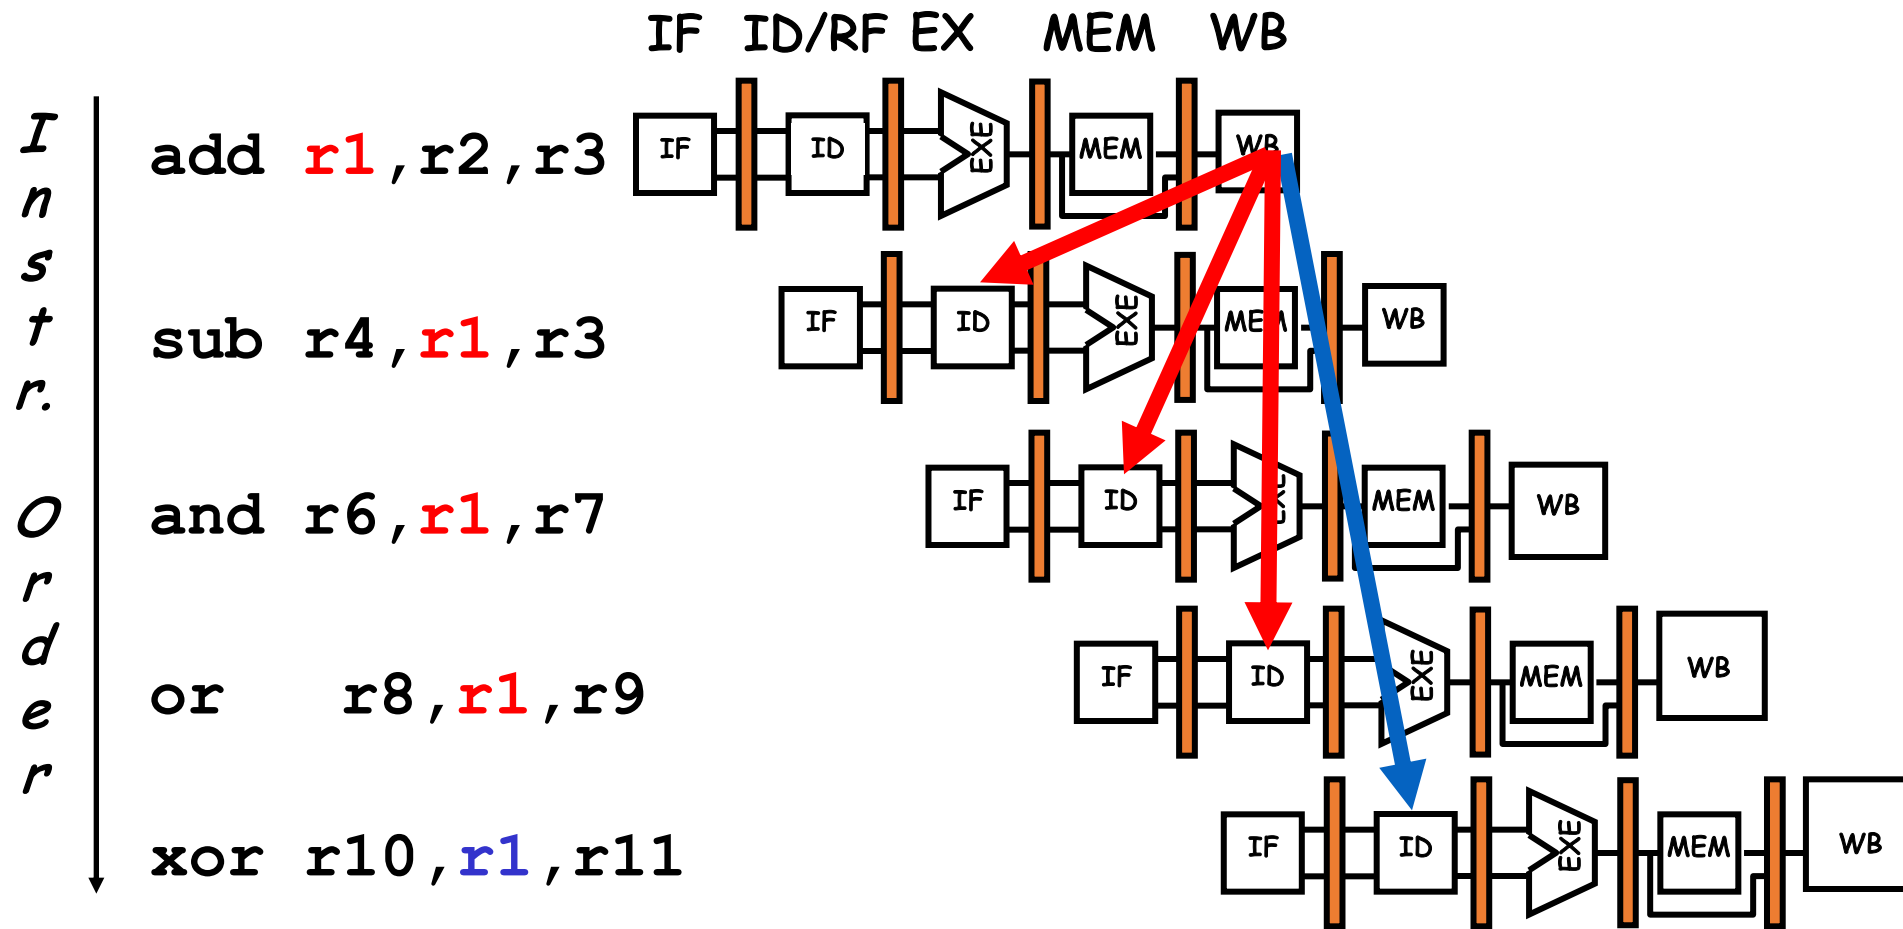 IF ID/RF EX MEM WB
Instr. Order
add r1,r2,r3 IF ID EXE MEM WB
sub r4,r1,r3 IF ID EXE MEM WB
and r6,r1,r7 IF ID EXE MEM WB
or r8,r1,r9 IF ID EXE MEM WB
xor r10,r1,r11 IF ID EXE MEM WB